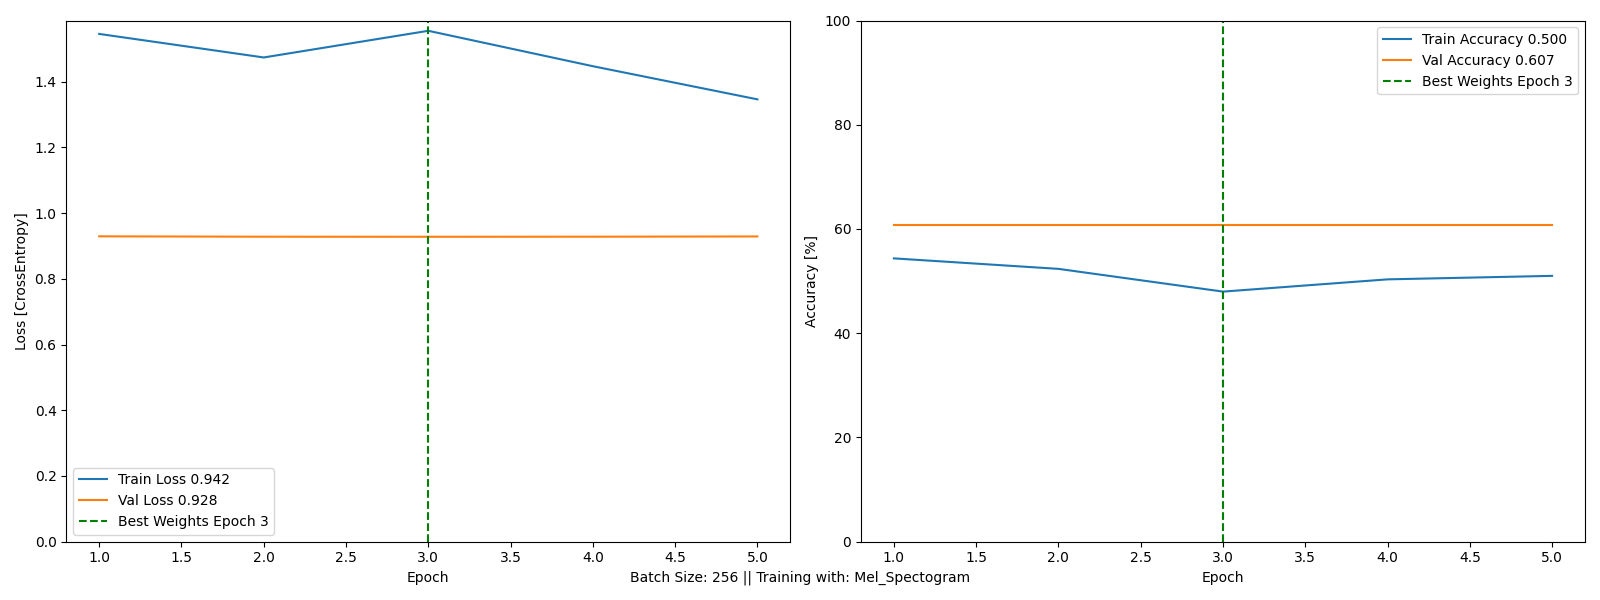 Loss [CrossEntropy]
1.4
1.2
1.0
0.8
0.6
0.4
0.2
0.0
Train Loss 0.942
Val Loss 0.928
Best Weights Epoch 3
1.0 1.5 2.0 2.5 3.0 3.5 4.0 4.5 5.0
Epoch
Accuracy [%]
100
80
60
40
20
0
Train Accuracy 0.500
Val Accuracy 0.607
Best Weights Epoch 3
1.0 1.5 2.0 2.5 3.0 3.5 4.0 4.5 5.0
Epoch
Batch Size: 256 || Training with: Mel_Spectogram